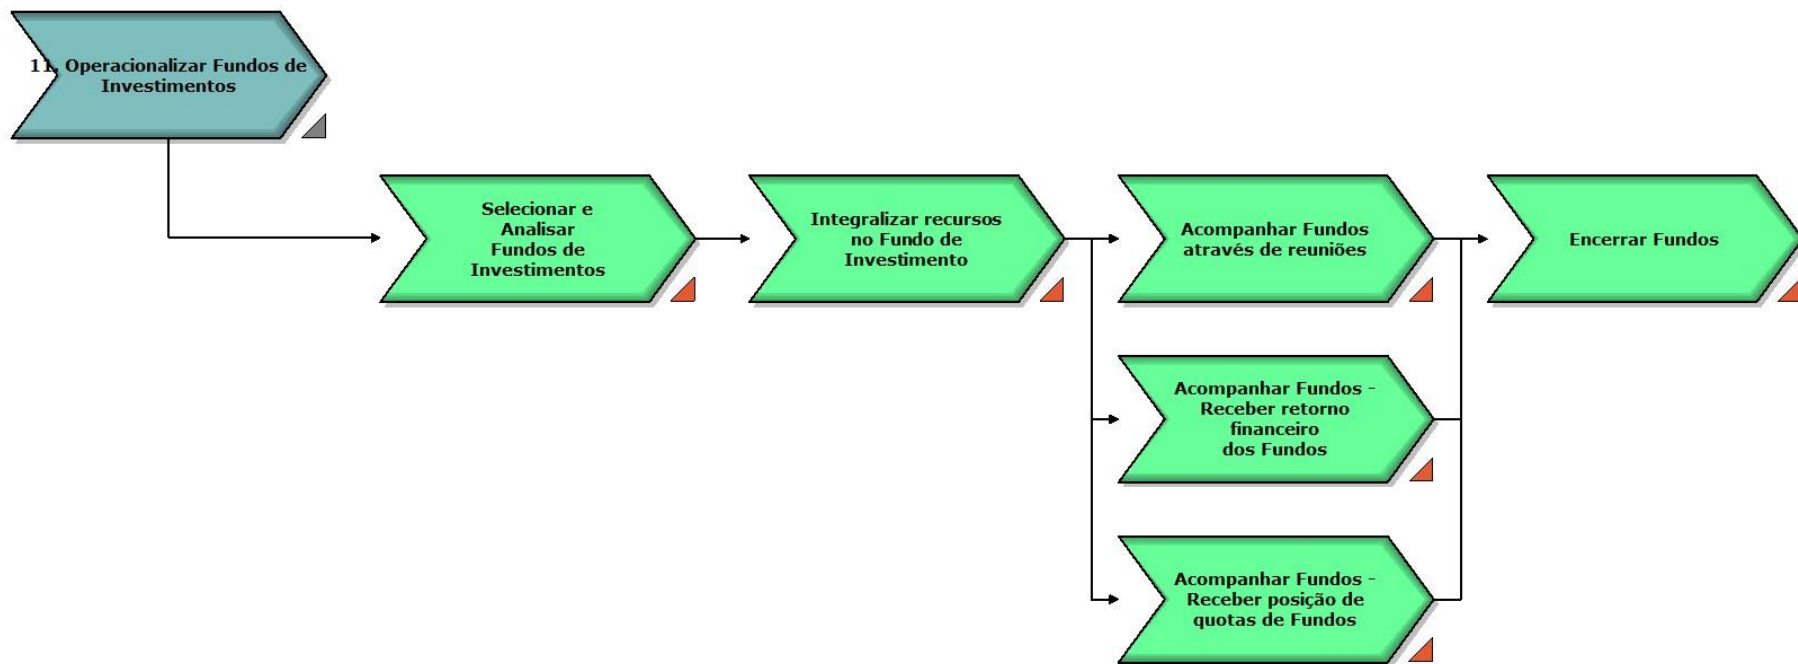 11. Operacionalizar Fundos de
Investimentos
Selecionar e
Analisar
Fundos de
Investimentos
Integralizar recursos
no Fundo de
Investimento
Acompanhar Fundos
através de reuniões
Encerrar Fundos
Acompanhar Fundos -
Receber retorno
financeiro
dos Fundos
Acompanhar Fundos -
Receber posição de
quotas de Fundos